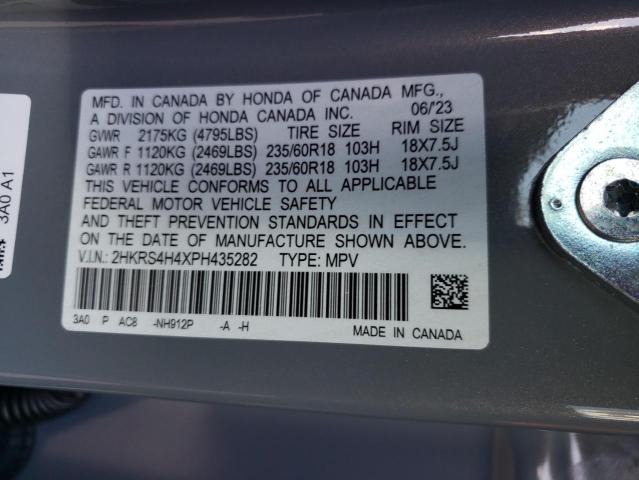 MFD. IN CANADA BY HONDA OF CANADA MFG.,
A DIVISION OF HONDA CANADA INC. 06/'23
GVWR 2175KG (4795LBS) TIRE SIZE RIM SIZE
GAWR F 1120KG (2469LBS) 235/60R18 103H 18X7.5J
GAWR R 1120KG (2469LBS) 235/60R18 103H 18X7.5J
THIS VEHICLE CONFORMS TO ALL APPLICABLE
FEDERAL MOTOR VEHICLE SAFETY
AND THEFT PREVENTION STANDARDS IN EFFECT
ON THE DATE OF MANUFACTURE SHOWN ABOVE.
V.I.N.: 2HKRS4H4XPH435282 TYPE: MPV
3A0 P AC8 -NH912P -A -H
MADE IN CANADA
3A0 A1